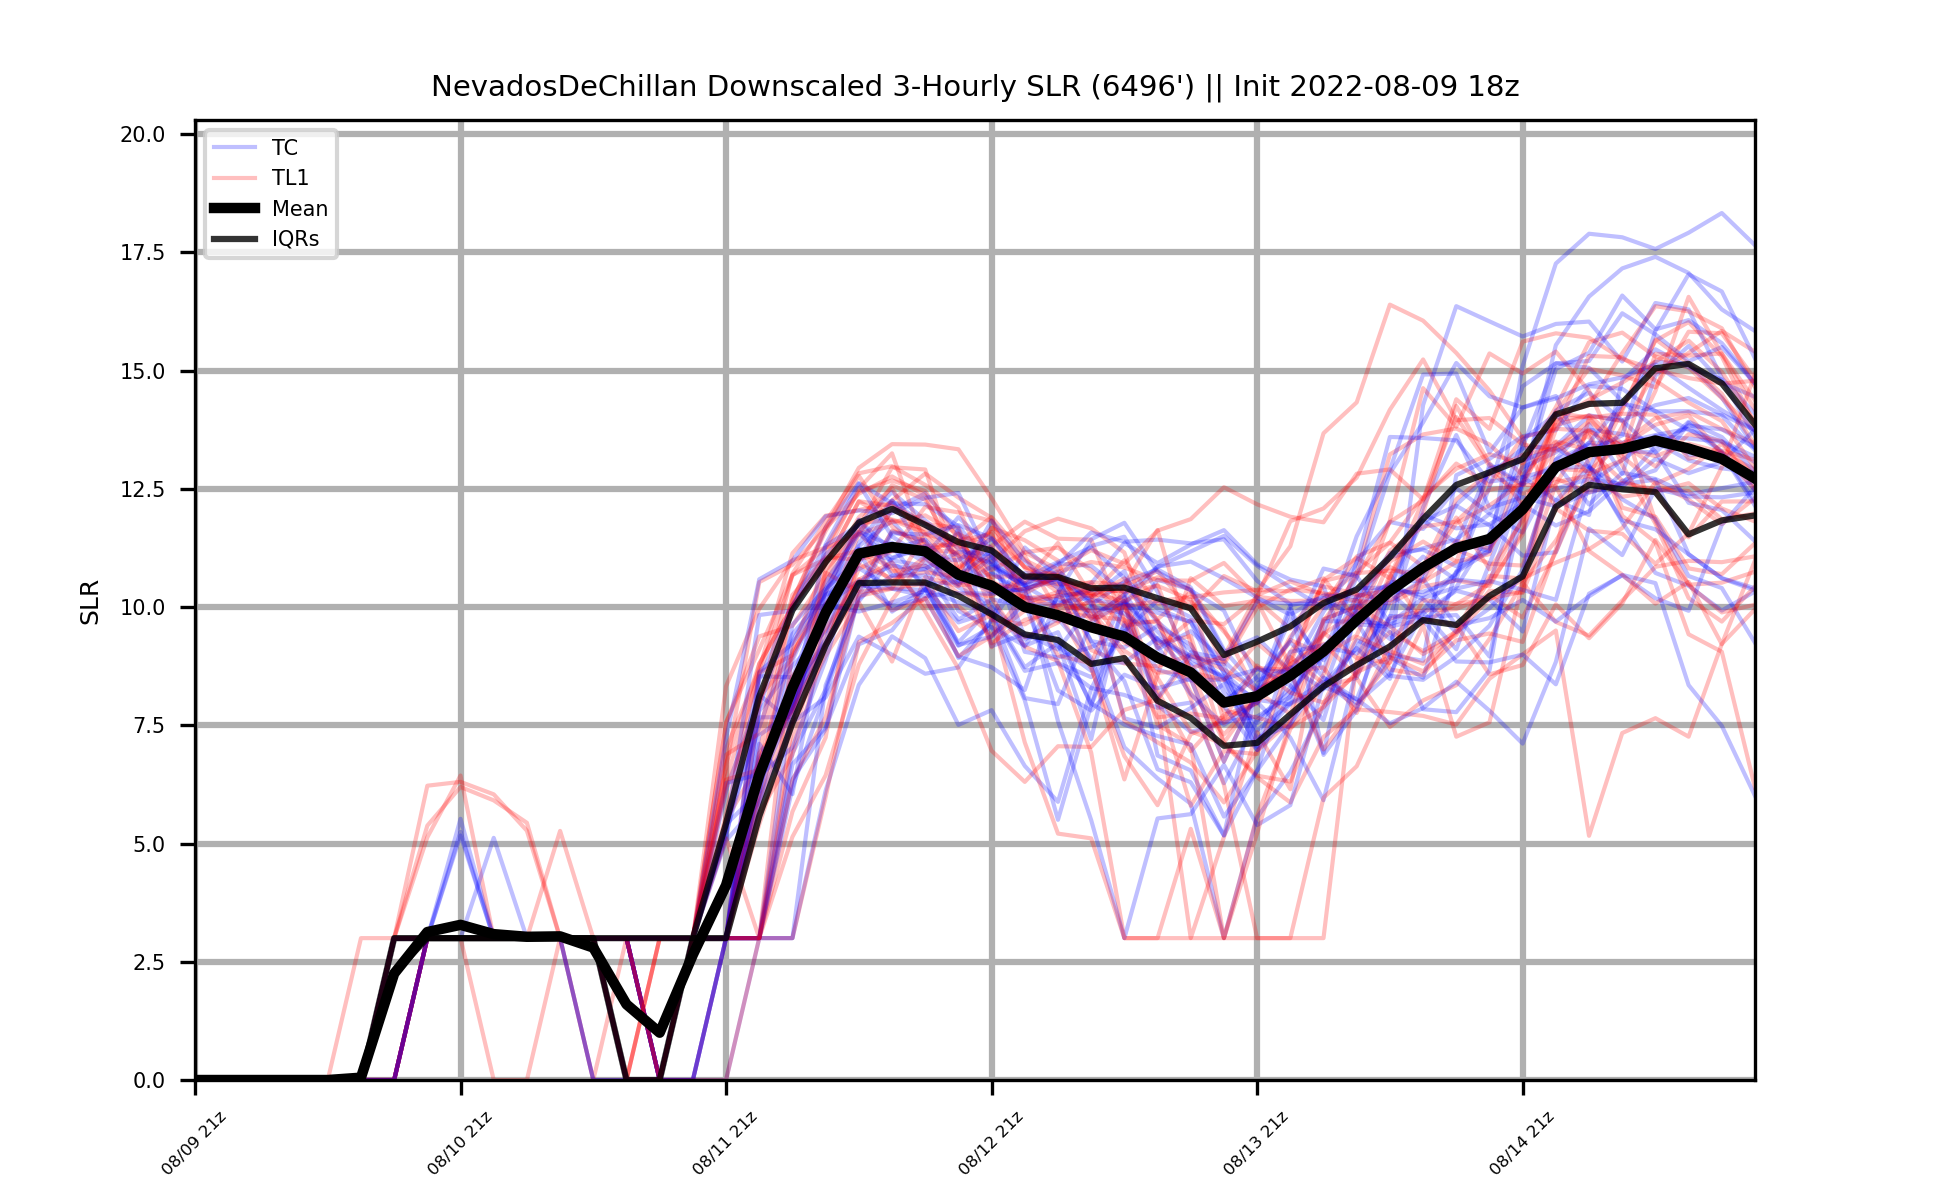 NevadosDeChillan Downscaled 3-Hourly SLR (6496') || Init 2022-08-09 18z
20.0
17.5
15.0
12.5
10.0
7.5
5.0
2.5
0.0
SLR
TC
TL1
Mean
IQRs
08/09 21z
08/10 21z
08/11 21z
08/12 21z
08/13 21z
08/14 21z